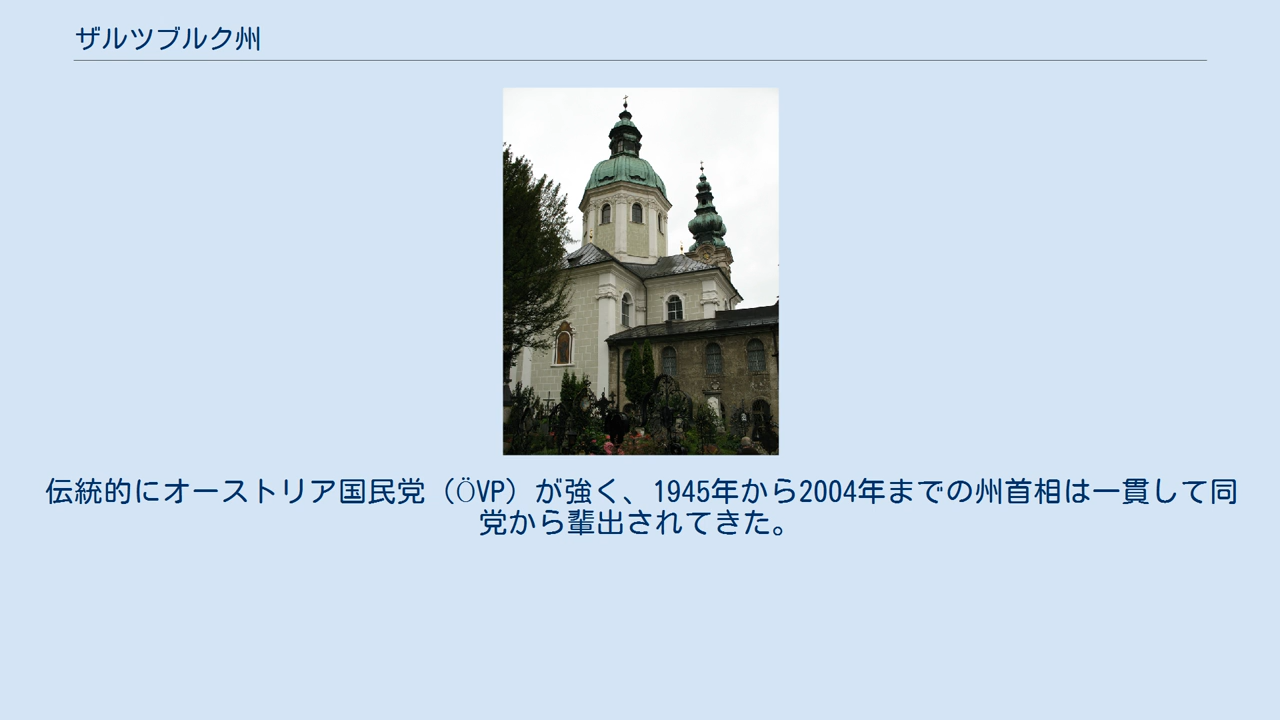 ザルツブルク州
伝統的にオーストリア国民党（ÖVP）が強く、1945年から2004年までの州首相は一貫して同
党から輩出されてきた。